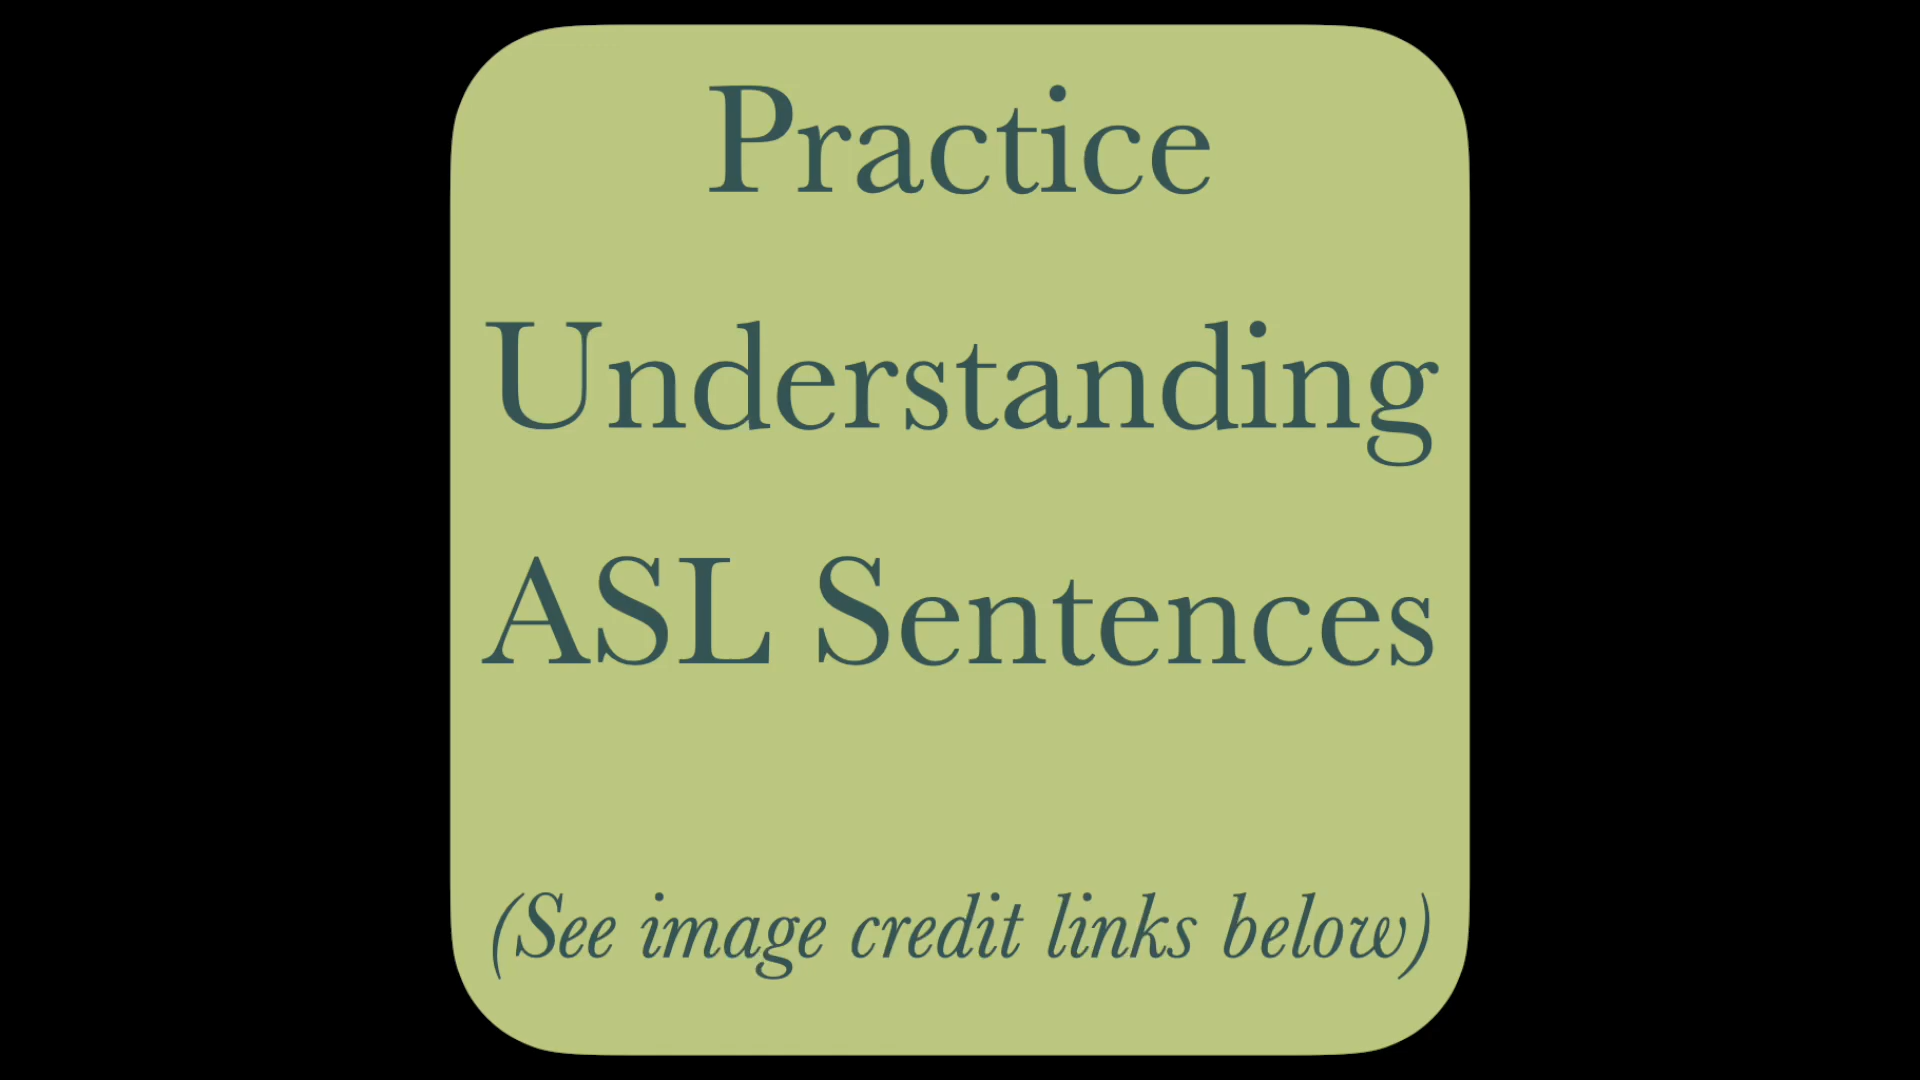 Practice
Understanding
ASL Sentences
(See image credit links below)